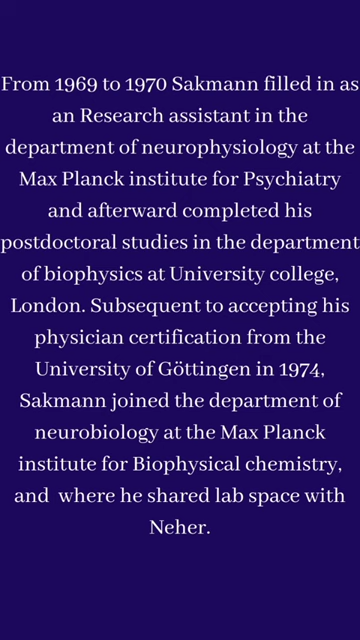 From 1969 to 1970 Sakmann filled in as
an Research assistant in the
department of neurophysiology at the
Max Planck institute for Psychiatry
and afterward completed his
postdoctoral studies in the department
of biophysics at University college,
London. Subsequent to accepting his
physician certification from the
University of Göttingen in 1974,
Sakmann joined the department of
neurobiology at the Max Planck
institute for Biophysical chemistry,
and  where he shared lab space with
Neher.